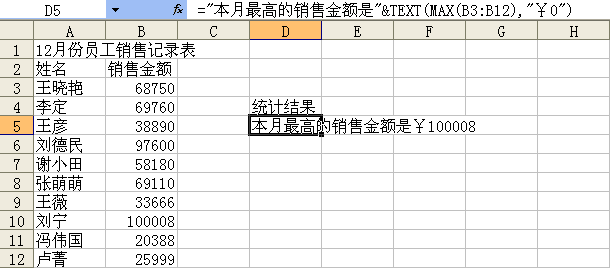 D5 fx ="本月最高的销售金额是"&TEXT(MAX(B3:B12),"￥0")
A B C D E F G H
1 12月份员工销售记录表
2 姓名 销售金额
3 王晓艳 68750
4 李定 69760 统计结果
5 王彦 38890 本月最高的销售金额是￥100008
6 刘德民 97600
7 谢小田 58180
8 张萌萌 69110
9 王薇 33666
10 刘宁 100008
11 冯伟国 20388
12 卢菁 25999